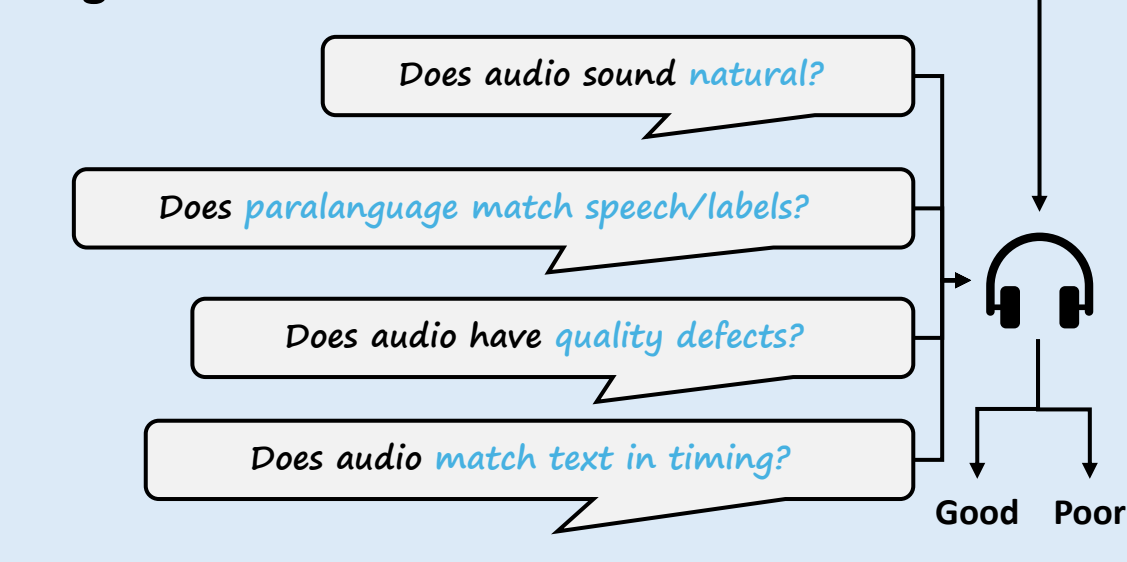 Does audio sound natural?
Does paralanguage match speech/labels?
Does audio have quality defects?
Does audio match text in timing?
Good Poor